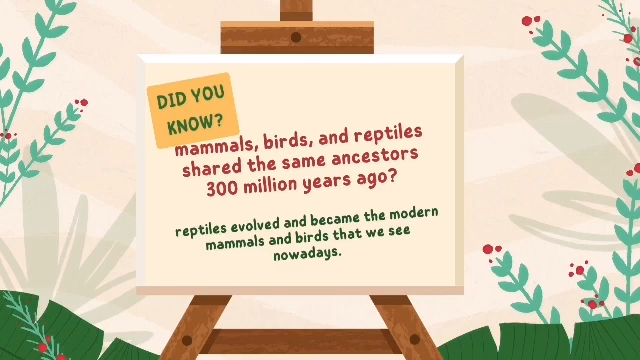 DID YOU
KNOW?
mammals, birds, and reptiles
shared the same ancestors
300 million years ago?
reptiles evolved and became the modern
mammals and birds that we see
nowadays.